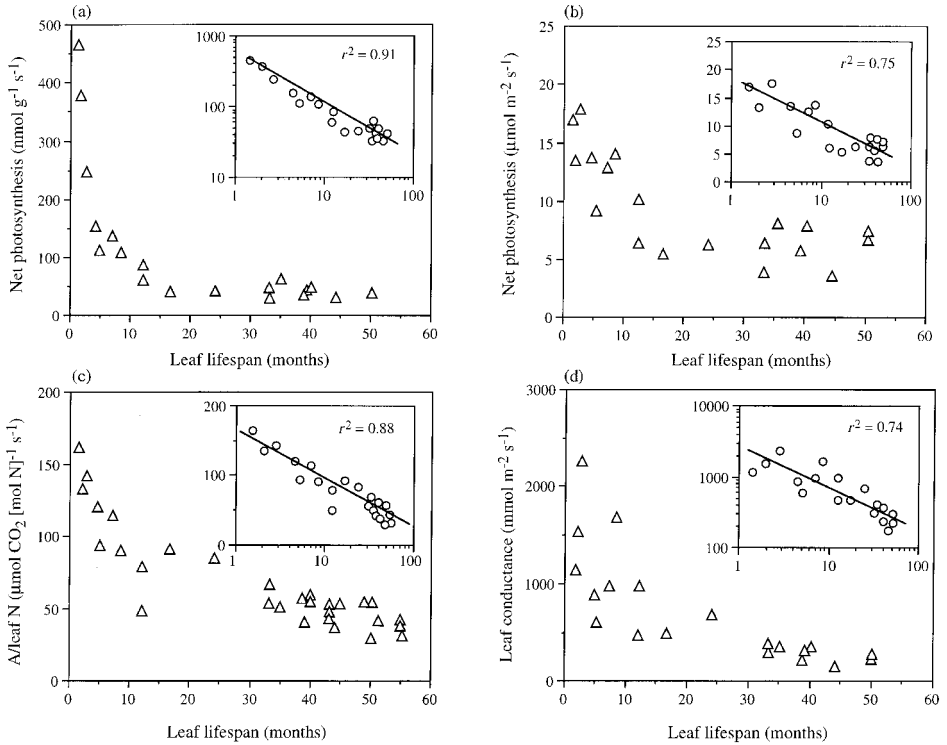 (a)
Net photosynthesis (nmol g⁻¹ s⁻¹)
500
400
300
200
100
0
0 10 20 30 40 50 60
Leaf lifespan (months)
1000
100
10
1 10 100
r² = 0.91
(b)
Net photosynthesis (μmol m⁻² s⁻¹)
25
20
15
10
5
0
0 10 20 30 40 50 60
Leaf lifespan (months)
25
20
15
10
5
0
1 10 100
r² = 0.75
(c)
A/leaf N (μmol CO₂ [mol N]⁻¹ s⁻¹)
200
150
100
50
0
0 10 20 30 40 50 60
Leaf lifespan (months)
200
100
0
1 10 100
r² = 0.88
(d)
Leaf conductance (mmol m⁻² s⁻¹)
3000
2000
1000
0
0 10 20 30 40 50 60
Leaf lifespan (months)
10000
1000
100
1 10 100
r² = 0.74